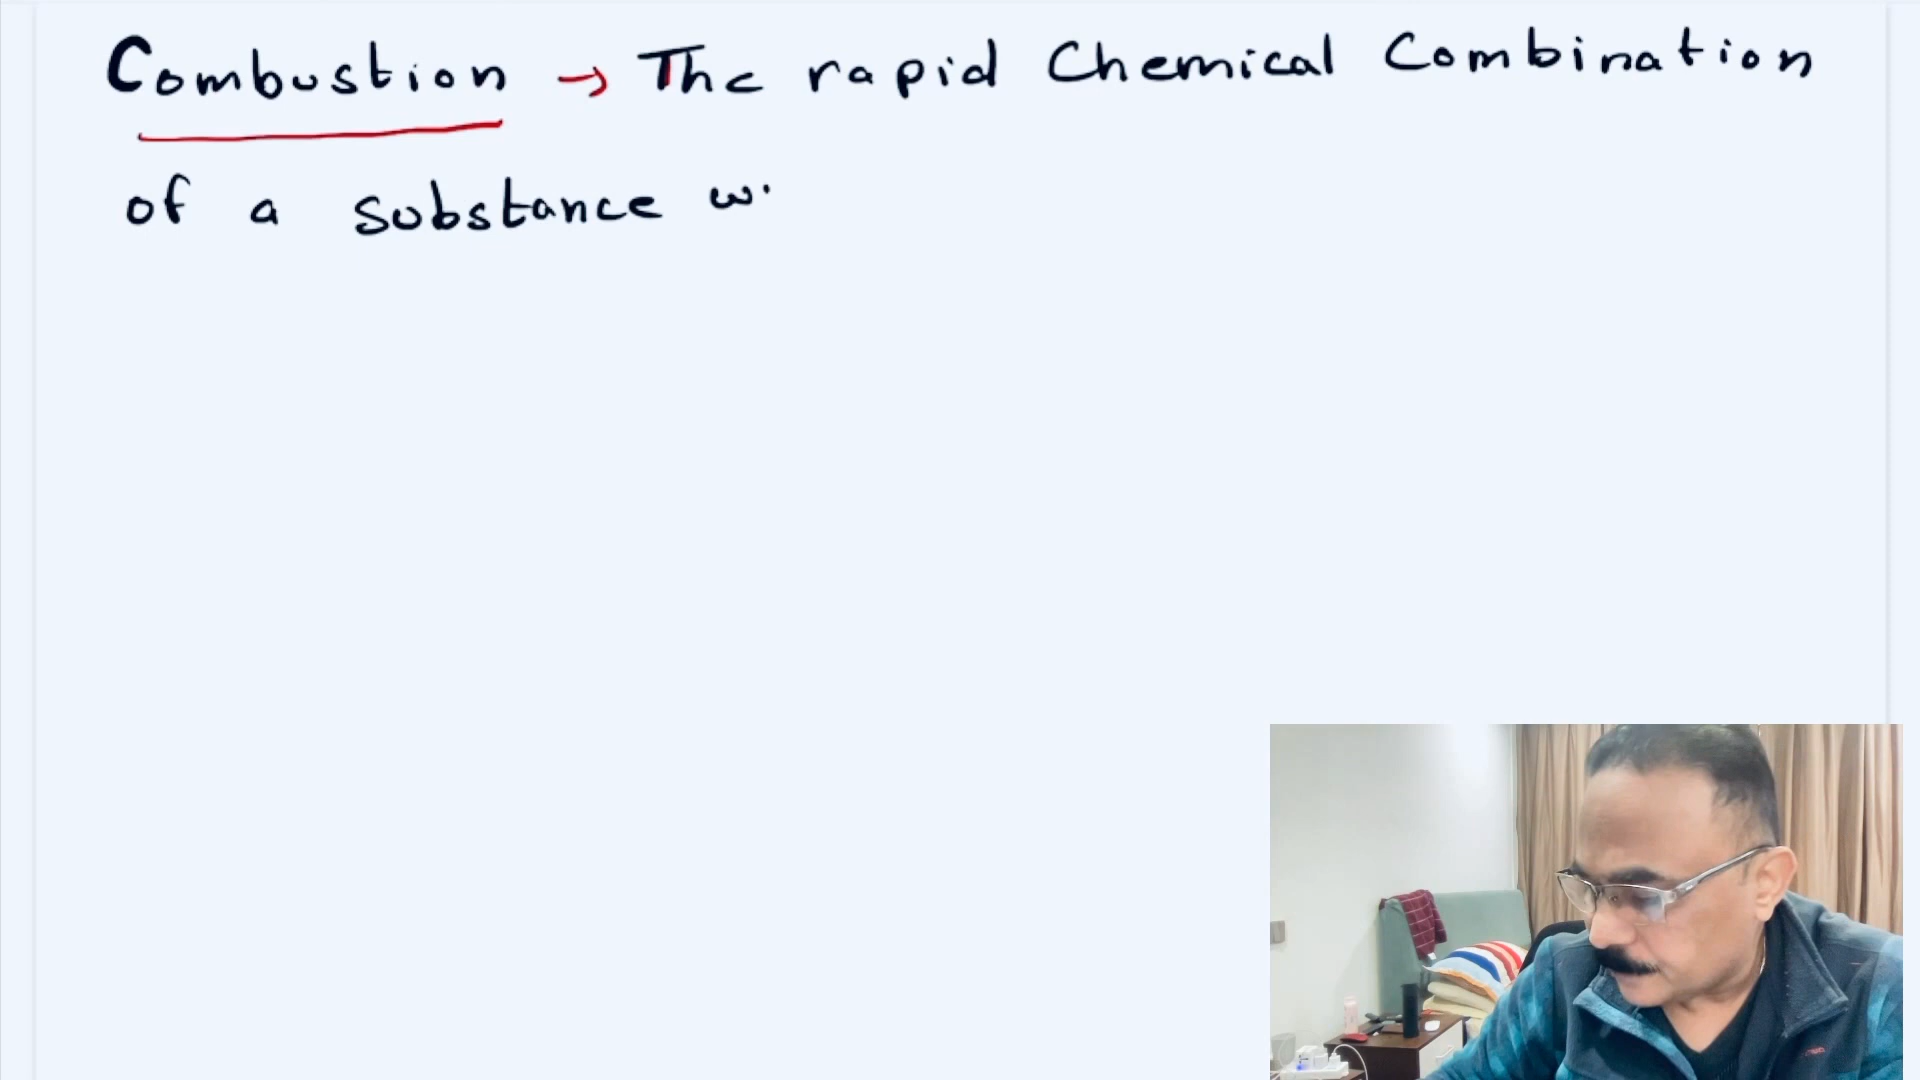 Combustion → The rapid Chemical Combination
of a substance